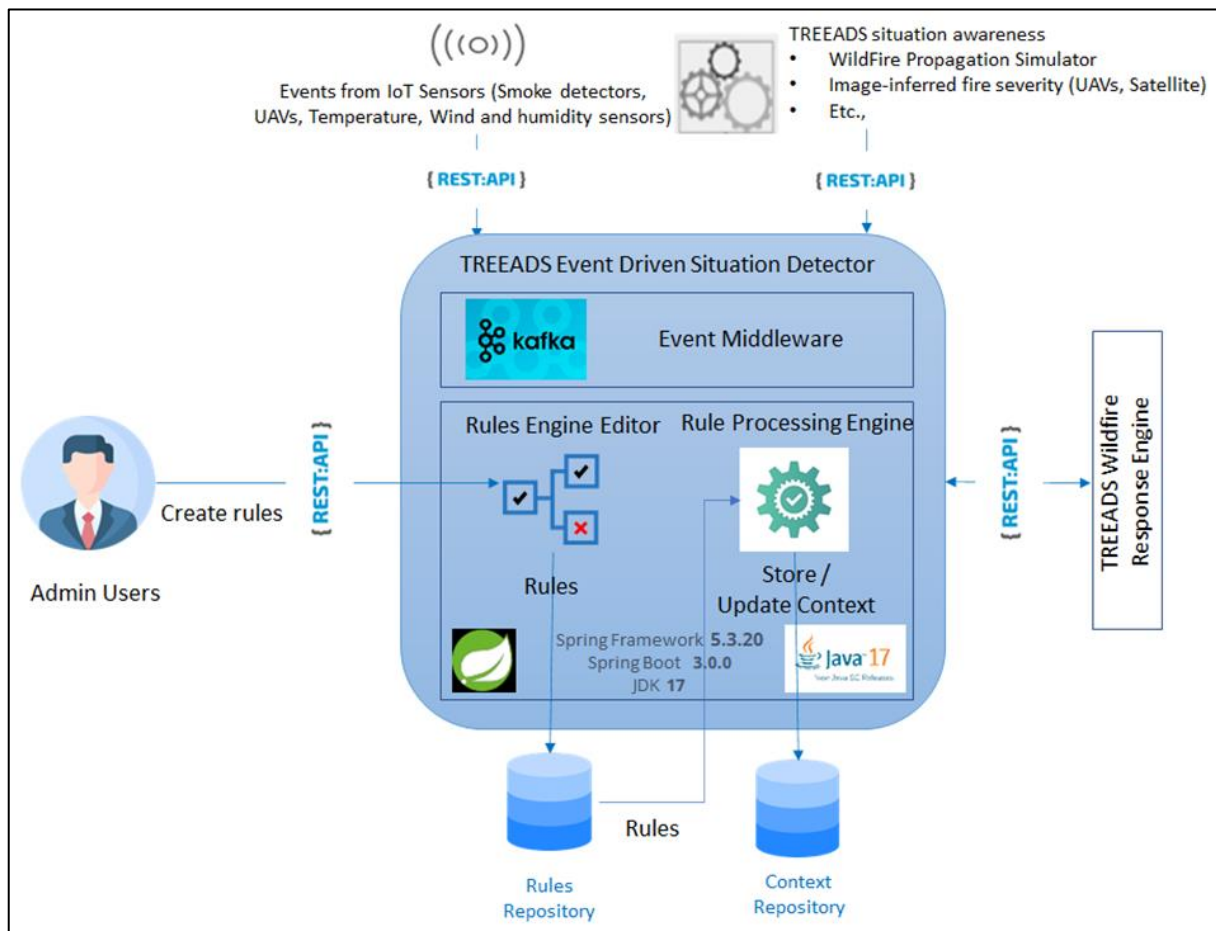 TREEADS situation awareness
• WildFire Propagation Simulator
• Image-inferred fire severity (UAVs, Satellite)
• Etc.,
Events from IoT Sensors (Smoke detectors,
UAVs, Temperature, Wind and humidity sensors)
{ REST:API }
{ REST:API }
TREEADS Event Driven Situation Detector
kafka
Event Middleware
Rules Engine Editor
Rule Processing Engine
{ REST:API }
Create rules
Admin Users
Rules
Store /
Update Context
Spring Framework 5.3.20
Spring Boot 3.0.0
JDK 17
Java 17
New Java SE Releases
{ REST:API }
TREEADS Wildfire
Response Engine
Rules
Rules
Repository
Context
Repository